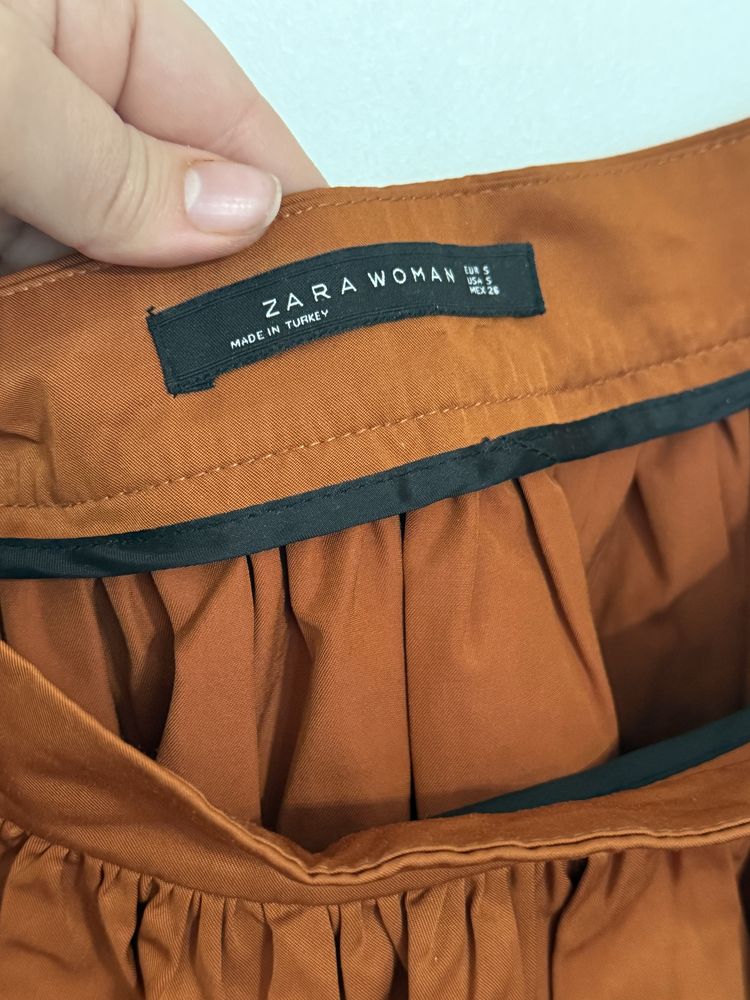 ZARA WOMAN
MADE IN TURKEY
EUR S
USA S
MEX 26